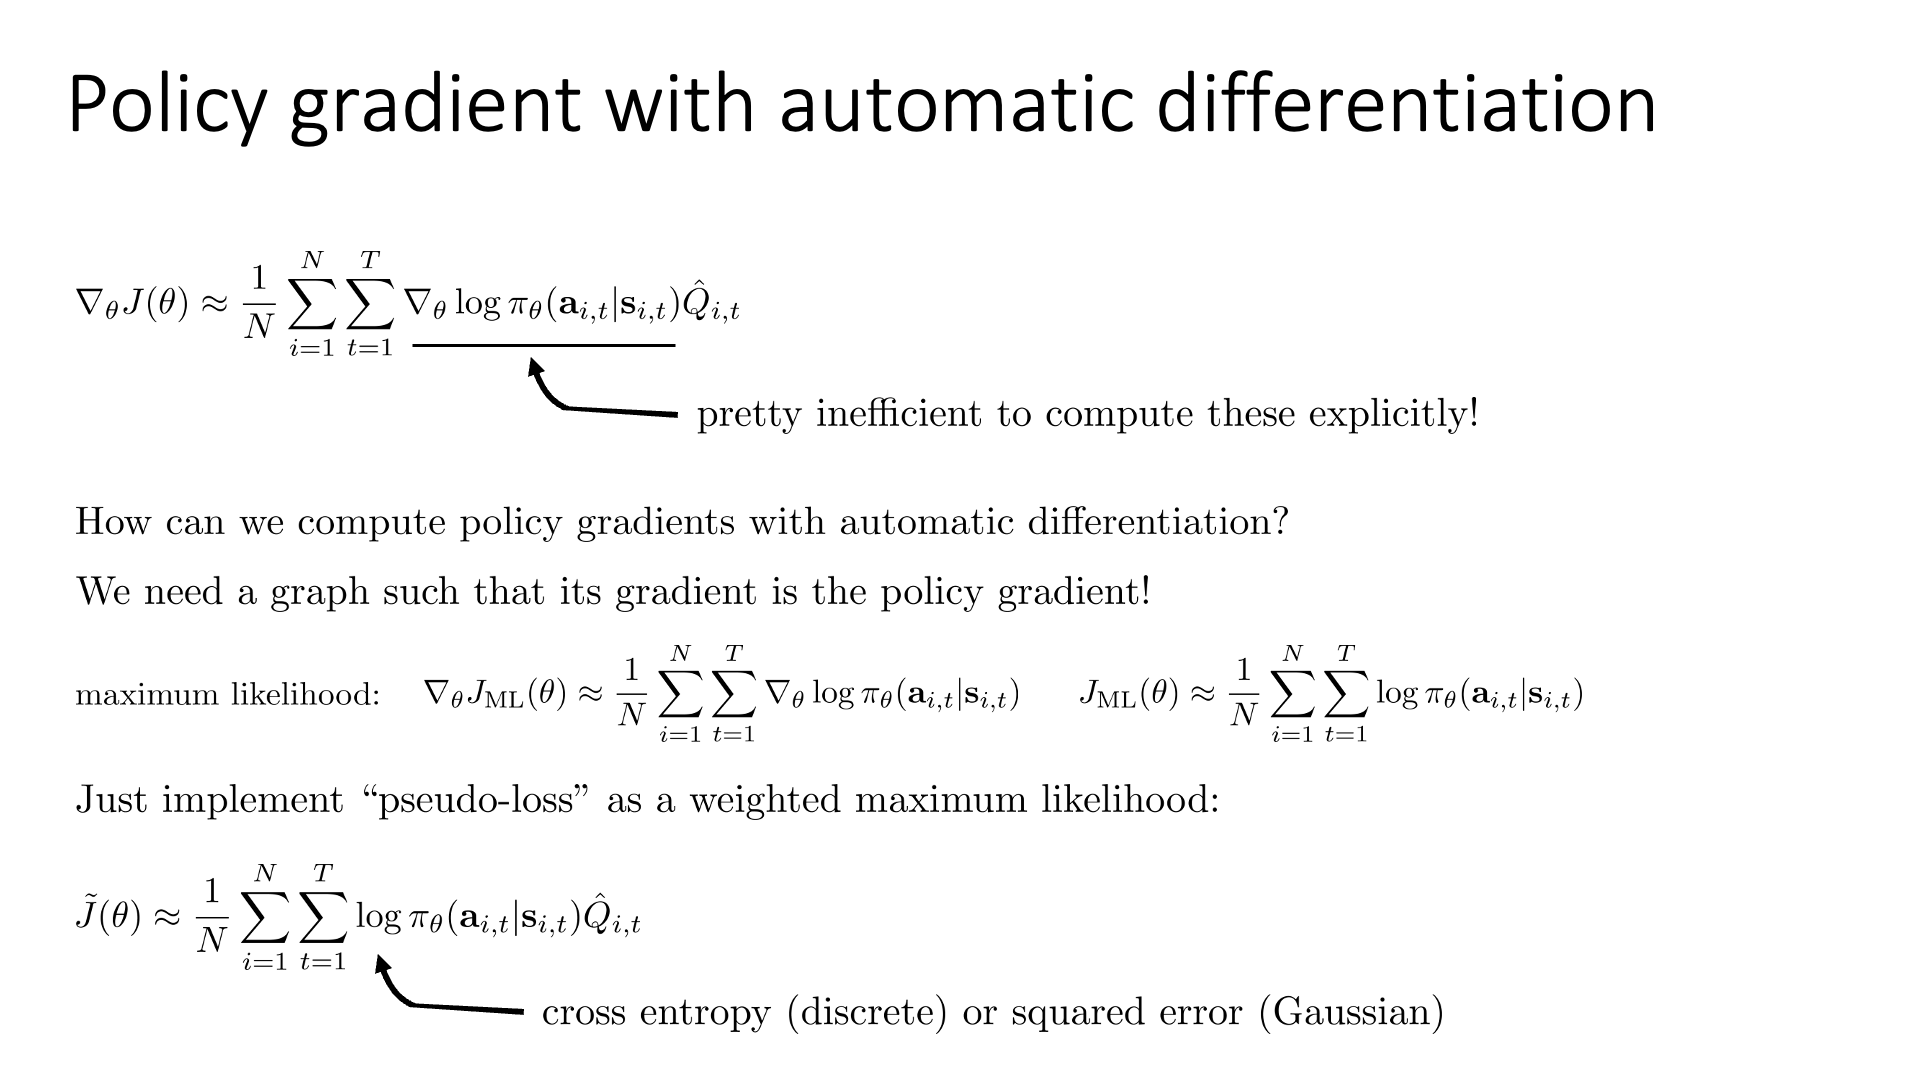 Policy gradient with automatic differentiation
$\nabla_\theta J(\theta) \approx \frac{1}{N} \sum_{i=1}^{N} \sum_{t=1}^{T} \nabla_\theta \log \pi_\theta(\mathbf{a}_{i,t}|\mathbf{s}_{i,t}) \hat{Q}_{i,t}$
pretty inefficient to compute these explicitly!
How can we compute policy gradients with automatic differentiation?
We need a graph such that its gradient is the policy gradient!
maximum likelihood: $\nabla_\theta J_{\mathrm{ML}}(\theta) \approx \frac{1}{N} \sum_{i=1}^{N} \sum_{t=1}^{T} \nabla_\theta \log \pi_\theta(\mathbf{a}_{i,t}|\mathbf{s}_{i,t})$ $J_{\mathrm{ML}}(\theta) \approx \frac{1}{N} \sum_{i=1}^{N} \sum_{t=1}^{T} \log \pi_\theta(\mathbf{a}_{i,t}|\mathbf{s}_{i,t})$
Just implement “pseudo-loss” as a weighted maximum likelihood:
$\tilde{J}(\theta) \approx \frac{1}{N} \sum_{i=1}^{N} \sum_{t=1}^{T} \log \pi_\theta(\mathbf{a}_{i,t}|\mathbf{s}_{i,t}) \hat{Q}_{i,t}$
cross entropy (discrete) or squared error (Gaussian)